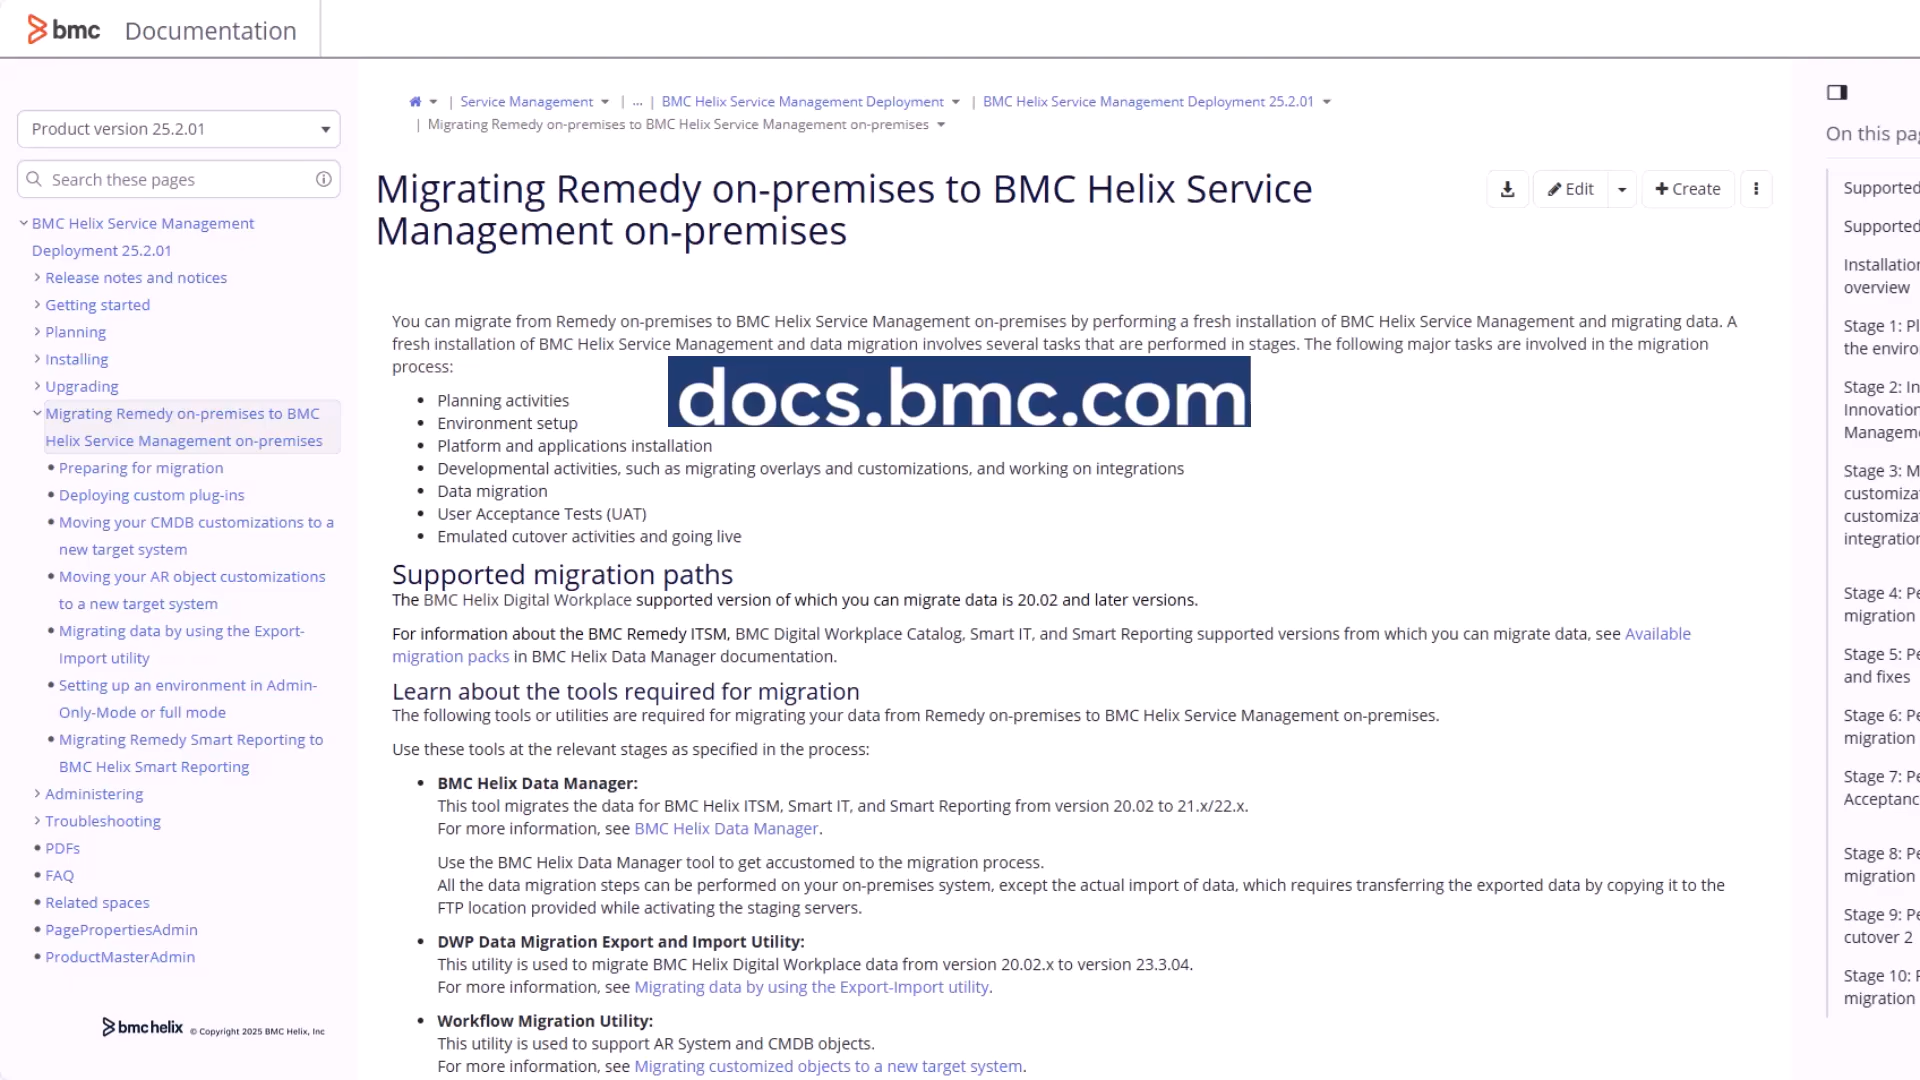 bmc Documentation
Product version 25.2.01
Search these pages
BMC Helix Service Management
Deployment 25.2.01
Release notes and notices
Getting started
Planning
Installing
Upgrading
Migrating Remedy on-premises to BMC
Helix Service Management on-premises
Preparing for migration
Deploying custom plug-ins
Moving your CMDB customizations to a
new target system
Moving your AR object customizations
to a new target system
Migrating data by using the Export-
Import utility
Setting up an environment in Admin-
Only-Mode or full mode
Migrating Remedy Smart Reporting to
BMC Helix Smart Reporting
Administering
Troubleshooting
PDFs
FAQ
Related spaces
PagePropertiesAdmin
ProductMasterAdmin
bmchelix © Copyright 2025 BMC Helix, Inc
| Service Management | ... | BMC Helix Service Management Deployment | BMC Helix Service Management Deployment 25.2.01
| Migrating Remedy on-premises to BMC Helix Service Management on-premises
Migrating Remedy on-premises to BMC Helix Service
Management on-premises
Edit
Create
You can migrate from Remedy on-premises to BMC Helix Service Management on-premises by performing a fresh installation of BMC Helix Service Management and migrating data. A
fresh installation of BMC Helix Service Management and data migration involves several tasks that are performed in stages. The following major tasks are involved in the migration
process:
docs.bmc.com
• Planning activities
• Environment setup
• Platform and applications installation
• Developmental activities, such as migrating overlays and customizations, and working on integrations
• Data migration
• User Acceptance Tests (UAT)
• Emulated cutover activities and going live
Supported migration paths
The BMC Helix Digital Workplace supported version of which you can migrate data is 20.02 and later versions.
For information about the BMC Remedy ITSM, BMC Digital Workplace Catalog, Smart IT, and Smart Reporting supported versions from which you can migrate data, see Available
migration packs in BMC Helix Data Manager documentation.
Learn about the tools required for migration
The following tools or utilities are required for migrating your data from Remedy on-premises to BMC Helix Service Management on-premises.
Use these tools at the relevant stages as specified in the process:
• BMC Helix Data Manager:
This tool migrates the data for BMC Helix ITSM, Smart IT, and Smart Reporting from version 20.02 to 21.x/22.x.
For more information, see BMC Helix Data Manager.
Use the BMC Helix Data Manager tool to get accustomed to the migration process.
All the data migration steps can be performed on your on-premises system, except the actual import of data, which requires transferring the exported data by copying it to the
FTP location provided while activating the staging servers.
• DWP Data Migration Export and Import Utility:
This utility is used to migrate BMC Helix Digital Workplace data from version 20.02.x to version 23.3.04.
For more information, see Migrating data by using the Export-Import utility.
• Workflow Migration Utility:
This utility is used to support AR System and CMDB objects.
For more information, see Migrating customized objects to a new target system.
On this pag
Supported
Supported
Installation
overview
Stage 1: Pl
the enviro
Stage 2: In
Innovation
Managem
Stage 3: M
customiza
customiza
integration
Stage 4: Pe
migration
Stage 5: Pe
and fixes
Stage 6: Pe
migration
Stage 7: Pe
Acceptanc
Stage 8: Pe
migration
Stage 9: Pe
cutover 2
Stage 10: P
migration